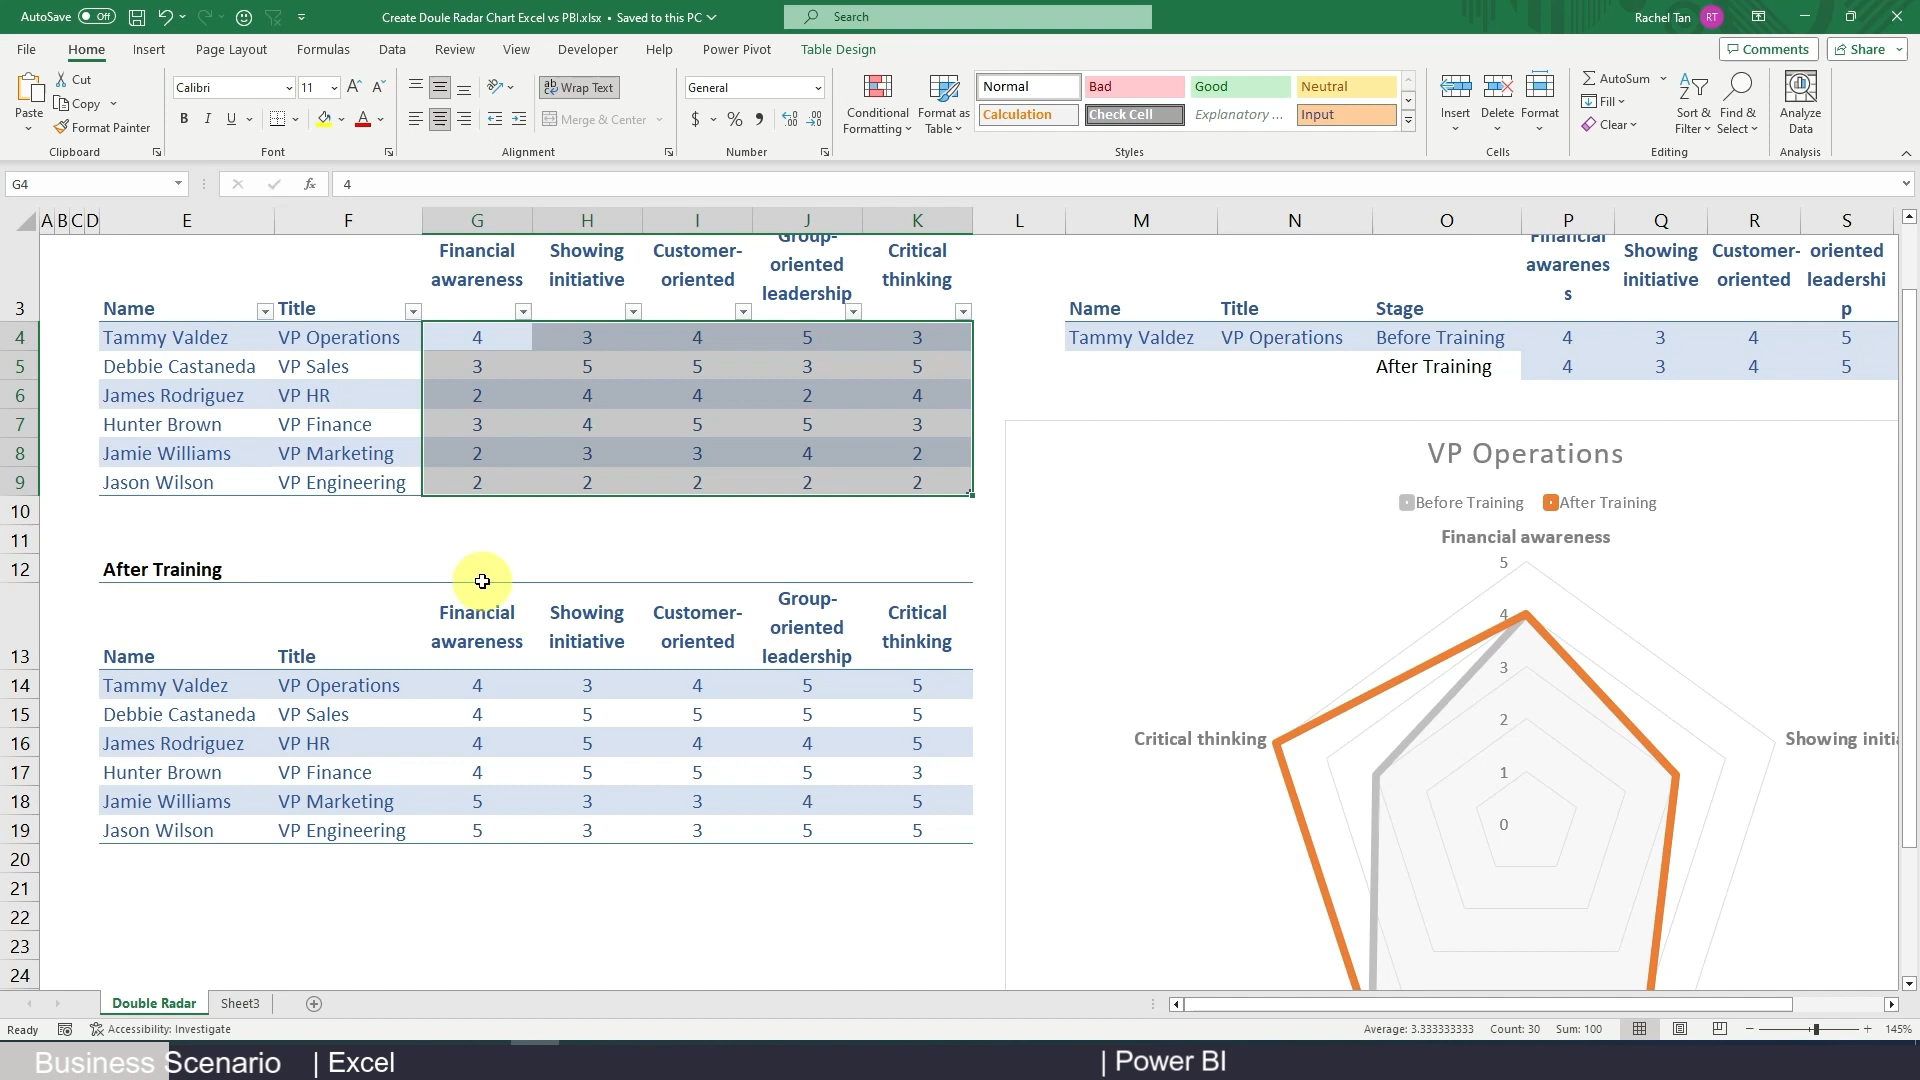 AutoSave Off Create Doule Radar Chart Excel vs PBI.xlsx • Saved to this PC Search Rachel Tan RT
File Home Insert Page Layout Formulas Data Review View Developer Help Power Pivot Table Design Comments Share
Paste Cut Copy Format Painter
Clipboard
Calibri 11
B I U A
Font
ab Wrap Text
Merge & Center
Alignment
General
$ % 9
Number
Conditional Formatting Format as Table
Normal Bad Good Neutral
Calculation Check Cell Explanatory ... Input
Styles
Insert Delete Format
Cells
AutoSum Fill Clear Sort & Filter Find & Select
Editing
Analyze Data
Analysis
G4 fx 4
A B C D E F G H I J K L M N O P Q R S
3 Name Title Financial awareness Showing initiative Customer-oriented Group-oriented leadership Critical thinking Name Title Stage Financial awarenes s Showing initiative Customer-oriented oriented leadershi p
4 Tammy Valdez VP Operations 4 3 4 5 3 Tammy Valdez VP Operations Before Training 4 3 4 5
5 Debbie Castaneda VP Sales 3 5 5 3 5 After Training 4 3 4 5
6 James Rodriguez VP HR 2 4 4 2 4
7 Hunter Brown VP Finance 3 4 5 5 3
8 Jamie Williams VP Marketing 2 3 3 4 2
9 Jason Wilson VP Engineering 2 2 2 2 2
10
11
12 After Training
13 Name Title Financial awareness Showing initiative Customer-oriented Group-oriented leadership Critical thinking
14 Tammy Valdez VP Operations 4 3 4 5 5
15 Debbie Castaneda VP Sales 4 5 5 5 5
16 James Rodriguez VP HR 4 5 4 4 5
17 Hunter Brown VP Finance 4 5 5 5 3
18 Jamie Williams VP Marketing 5 3 3 4 5
19 Jason Wilson VP Engineering 5 3 3 5 5
20
21
22
23
24
VP Operations
Before Training After Training
Financial awareness
5
4
3
2
Critical thinking Showing
1
0
Double Radar Sheet3
Ready Accessibility: Investigate Average: 3.333333333 Count: 30 Sum: 100 145%
Business Scenario | Excel | Power BI